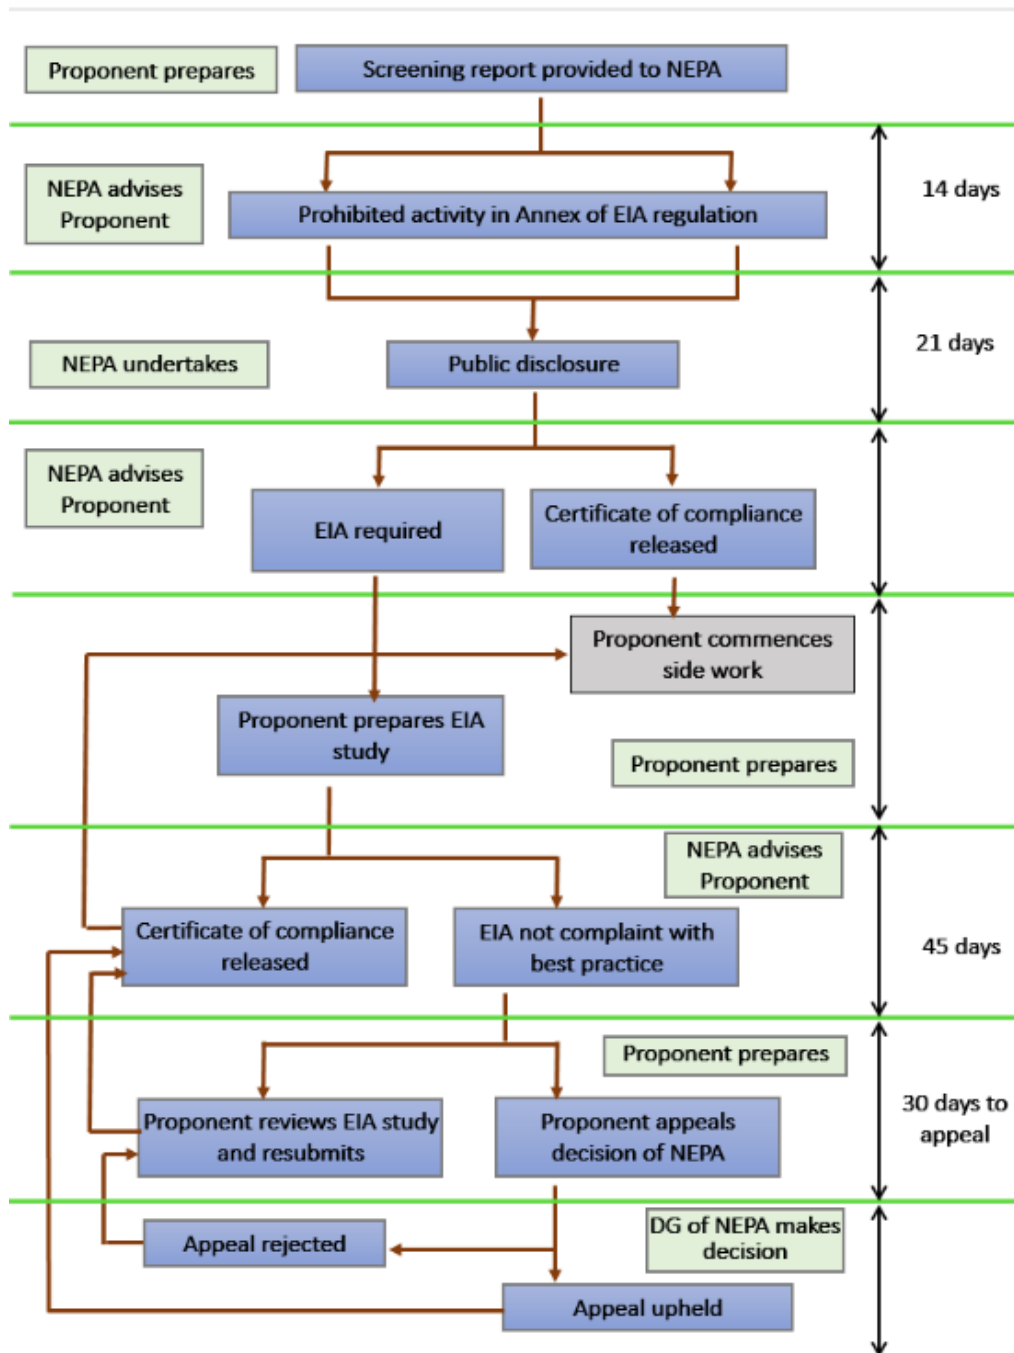 Proponent prepares
Screening report provided to NEPA
NEPA advises
Proponent
Prohibited activity in Annex of EIA regulation
14 days
NEPA undertakes
Public disclosure
21 days
NEPA advises
Proponent
EIA required
Certificate of compliance
released
Proponent commences
side work
Proponent prepares EIA
study
Proponent prepares
NEPA advises
Proponent
Certificate of compliance
released
EIA not complaint with
best practice
45 days
Proponent prepares
Proponent reviews EIA study
and resubmits
Proponent appeals
decision of NEPA
30 days to
appeal
DG of NEPA makes
decision
Appeal rejected
Appeal upheld